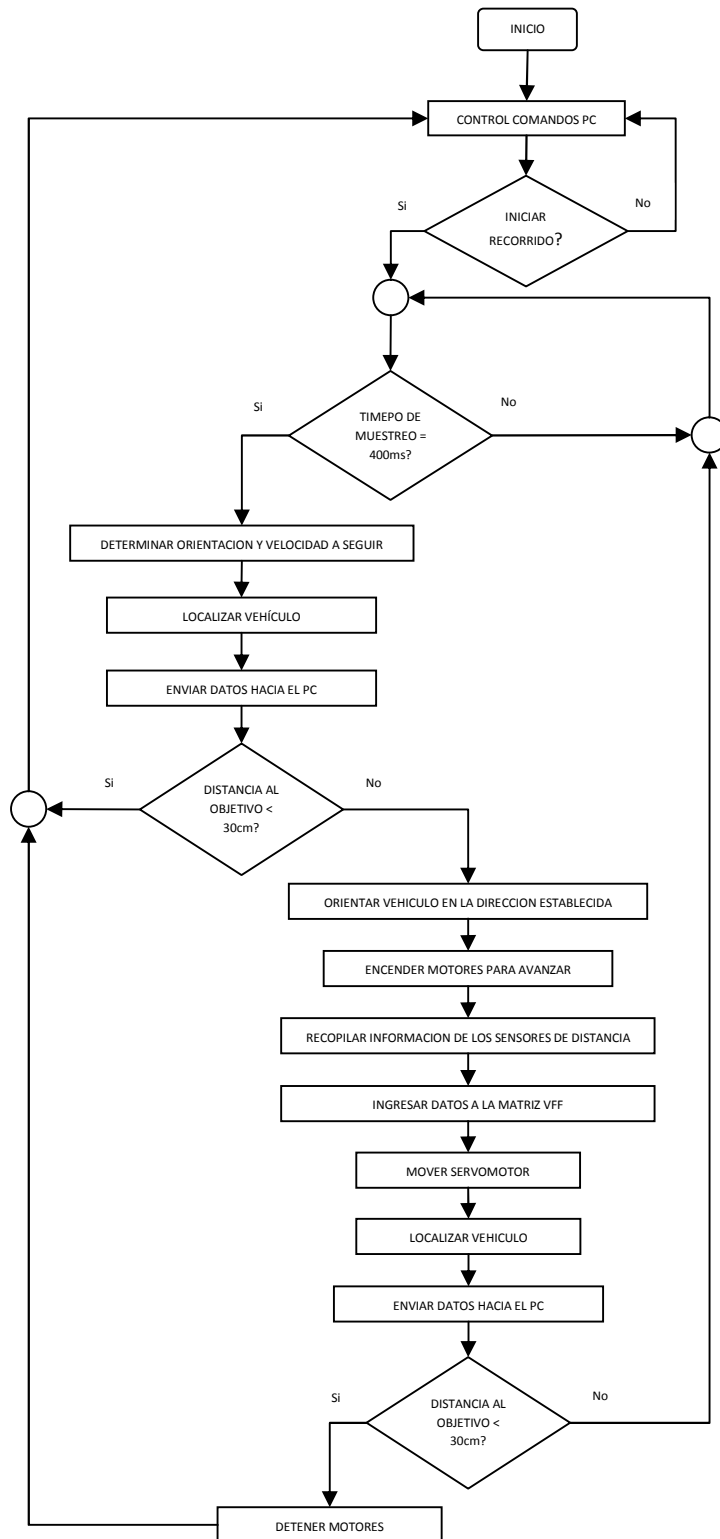 INICIO
CONTROL COMANDOS PC
Si
INICIAR
RECORRIDO?
No
Si
TIMEPO DE
MUESTREO =
400ms?
No
DETERMINAR ORIENTACION Y VELOCIDAD A SEGUIR
LOCALIZAR VEHÍCULO
ENVIAR DATOS HACIA EL PC
Si
DISTANCIA AL
OBJETIVO <
30cm?
No
ORIENTAR VEHICULO EN LA DIRECCION ESTABLECIDA
ENCENDER MOTORES PARA AVANZAR
RECOPILAR INFORMACION DE LOS SENSORES DE DISTANCIA
INGRESAR DATOS A LA MATRIZ VFF
MOVER SERVOMOTOR
LOCALIZAR VEHICULO
ENVIAR DATOS HACIA EL PC
Si
DISTANCIA AL
OBJETIVO <
30cm?
No
DETENER MOTORES